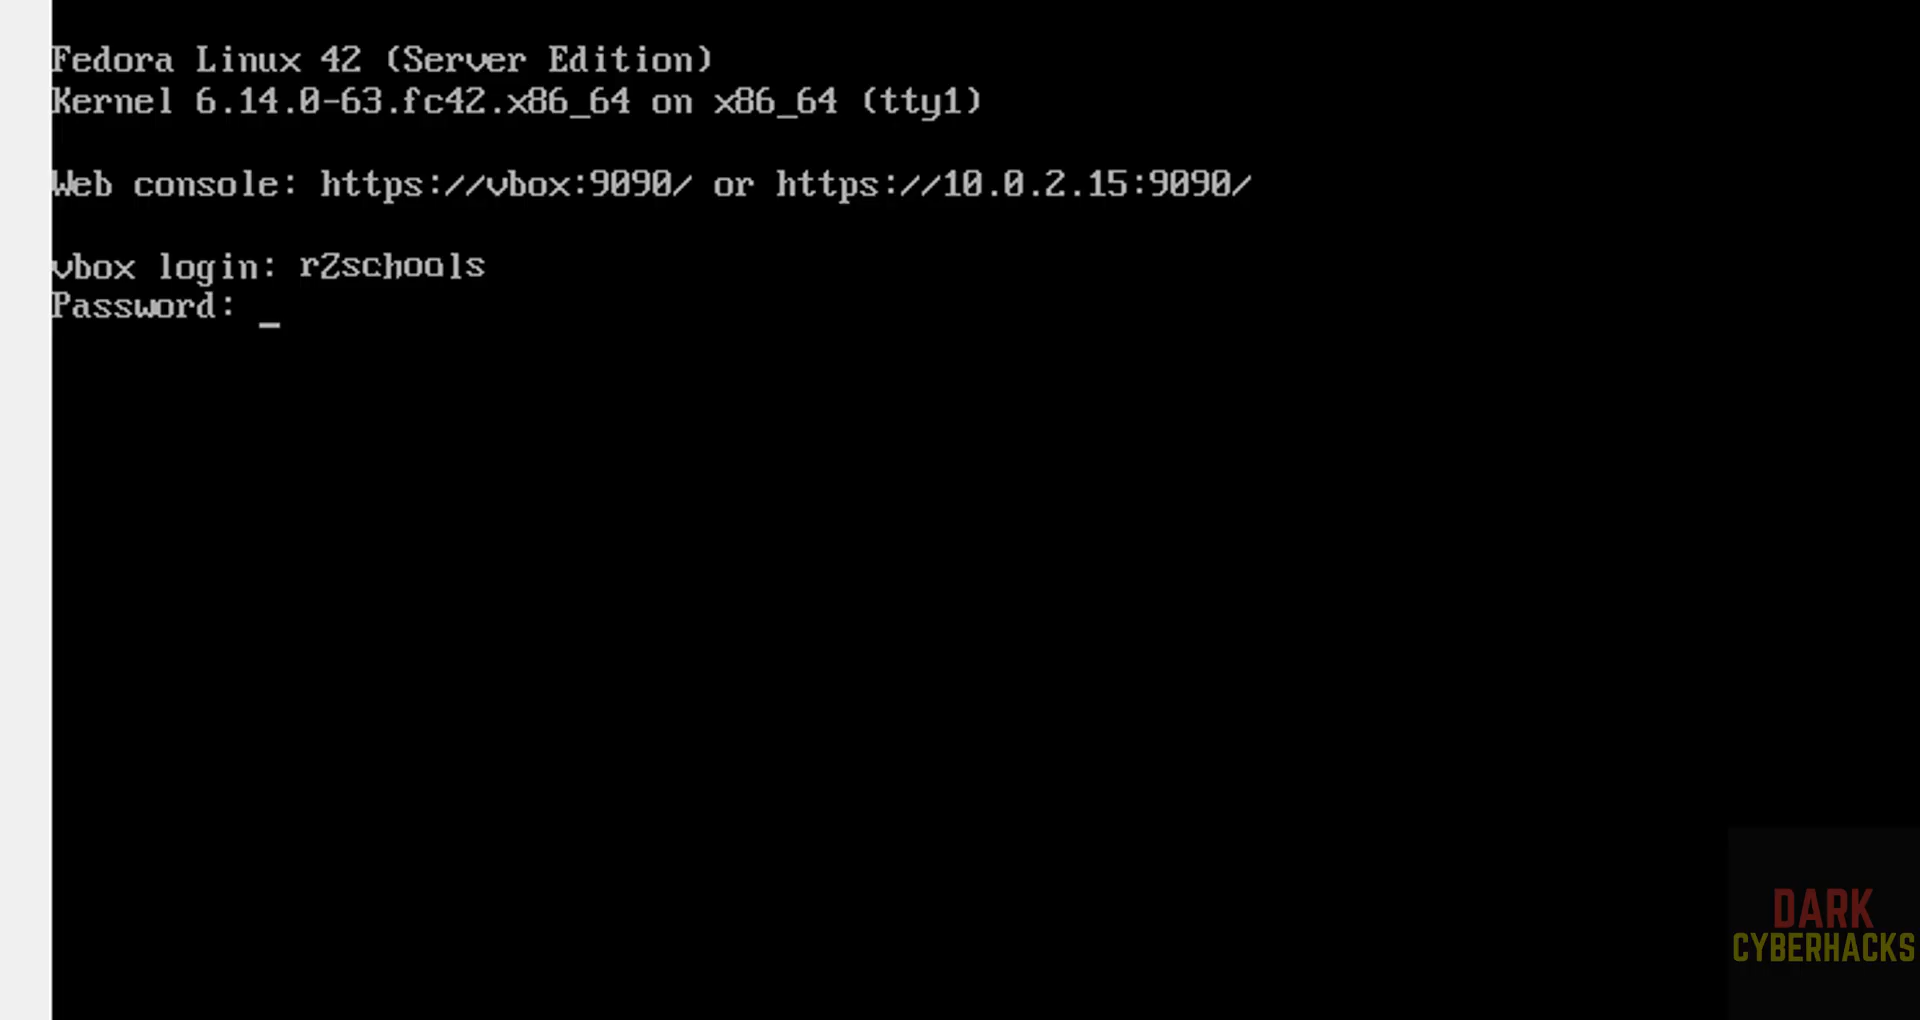 Fedora Linux 42 (Server Edition)
Kernel 6.14.0-63.fc42.x86_64 on x86_64 (tty1)
Web console: https://vbox:9090/ or https://10.0.2.15:9090/
vbox login: r2schools
Password: _
DARK
CYBERHACKS